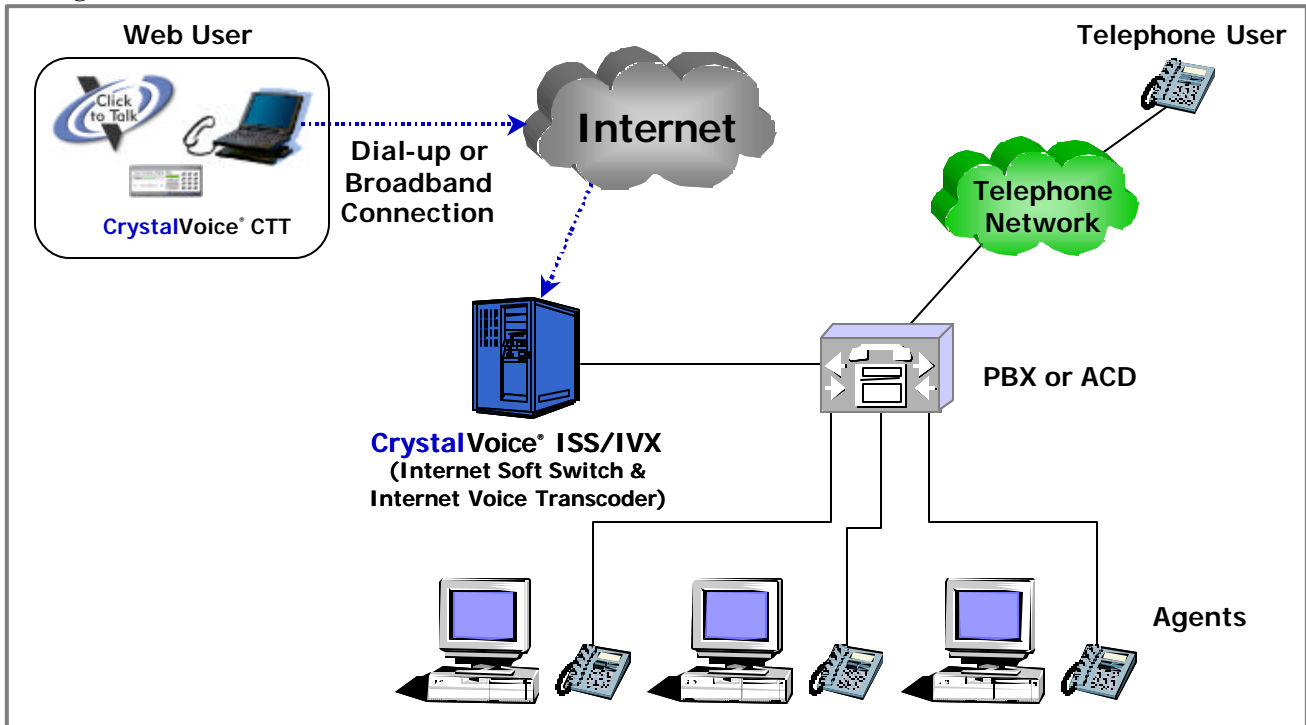 Web User
Click
to Talk
CrystalVoice® CTT
Dial-up or
Broadband
Connection
Internet
Telephone User
Telephone
Network
PBX or ACD
CrystalVoice® ISS/IVX
(Internet Soft Switch &
Internet Voice Transcoder)
Agents